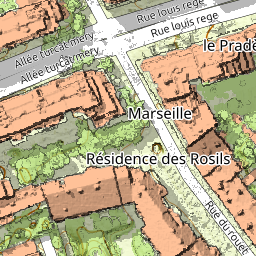 Rue louis rege
Rue louis rege
le Prade
Allée turcat mery
Allée turcat mery
Marseille
Résidence des Rosils
Rue du rouet